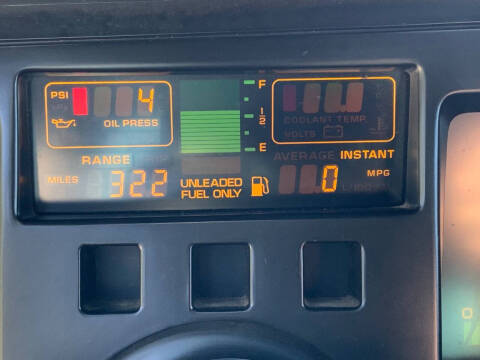 PSI 4 F
OIL PRESS COOLANT TEMP.
1/2 VOLTS
E
RANGE AVERAGE INSTANT
MILES 322 UNLEADED 0 MPG
FUEL ONLY
0